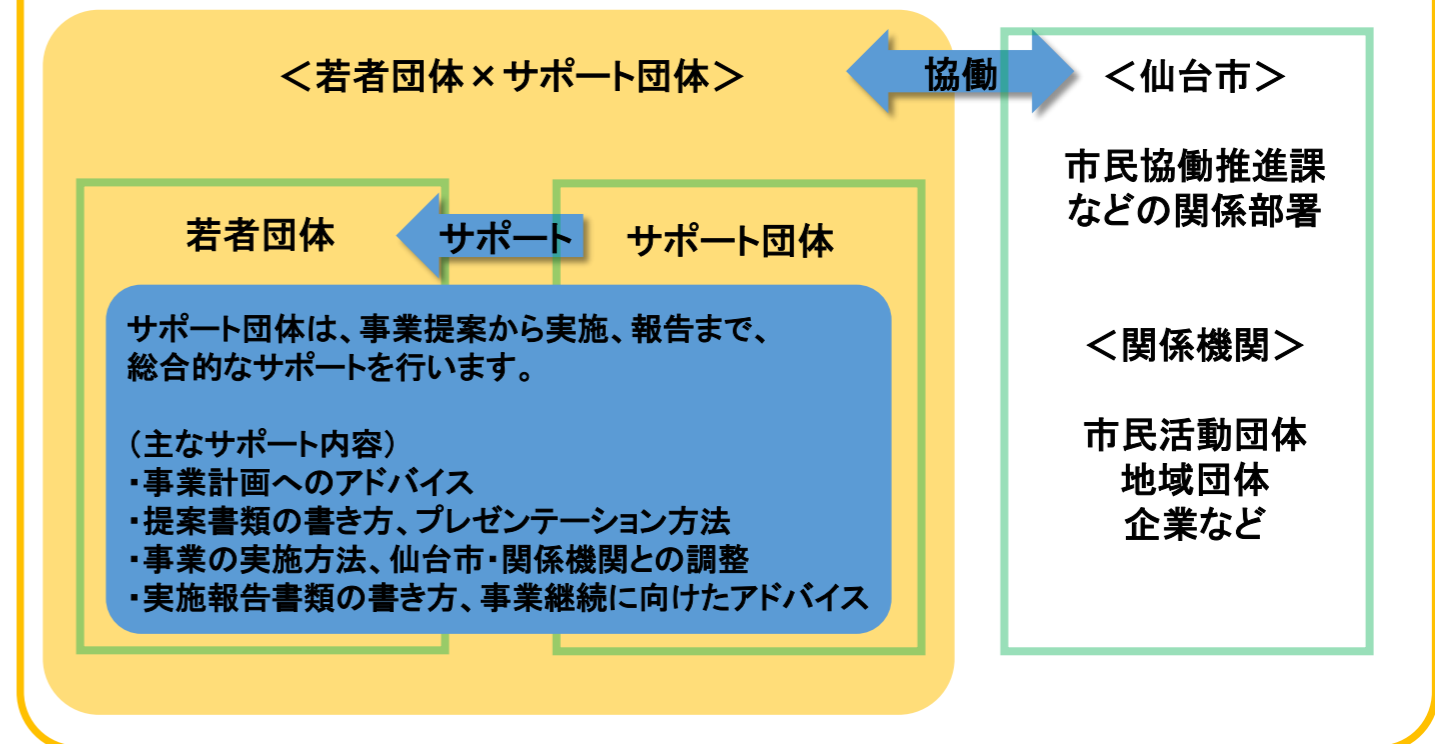 ＜若者団体×サポート団体＞
協働
＜仙台市＞
市民協働推進課
などの関係部署
若者団体
サポート
サポート団体
サポート団体は、事業提案から実施、報告まで、
総合的なサポートを行います。
（主なサポート内容）
・事業計画へのアドバイス
・提案書類の書き方、プレゼンテーション方法
・事業の実施方法、仙台市・関係機関との調整
・実施報告書類の書き方、事業継続に向けたアドバイス
＜関係機関＞
市民活動団体
地域団体
企業など